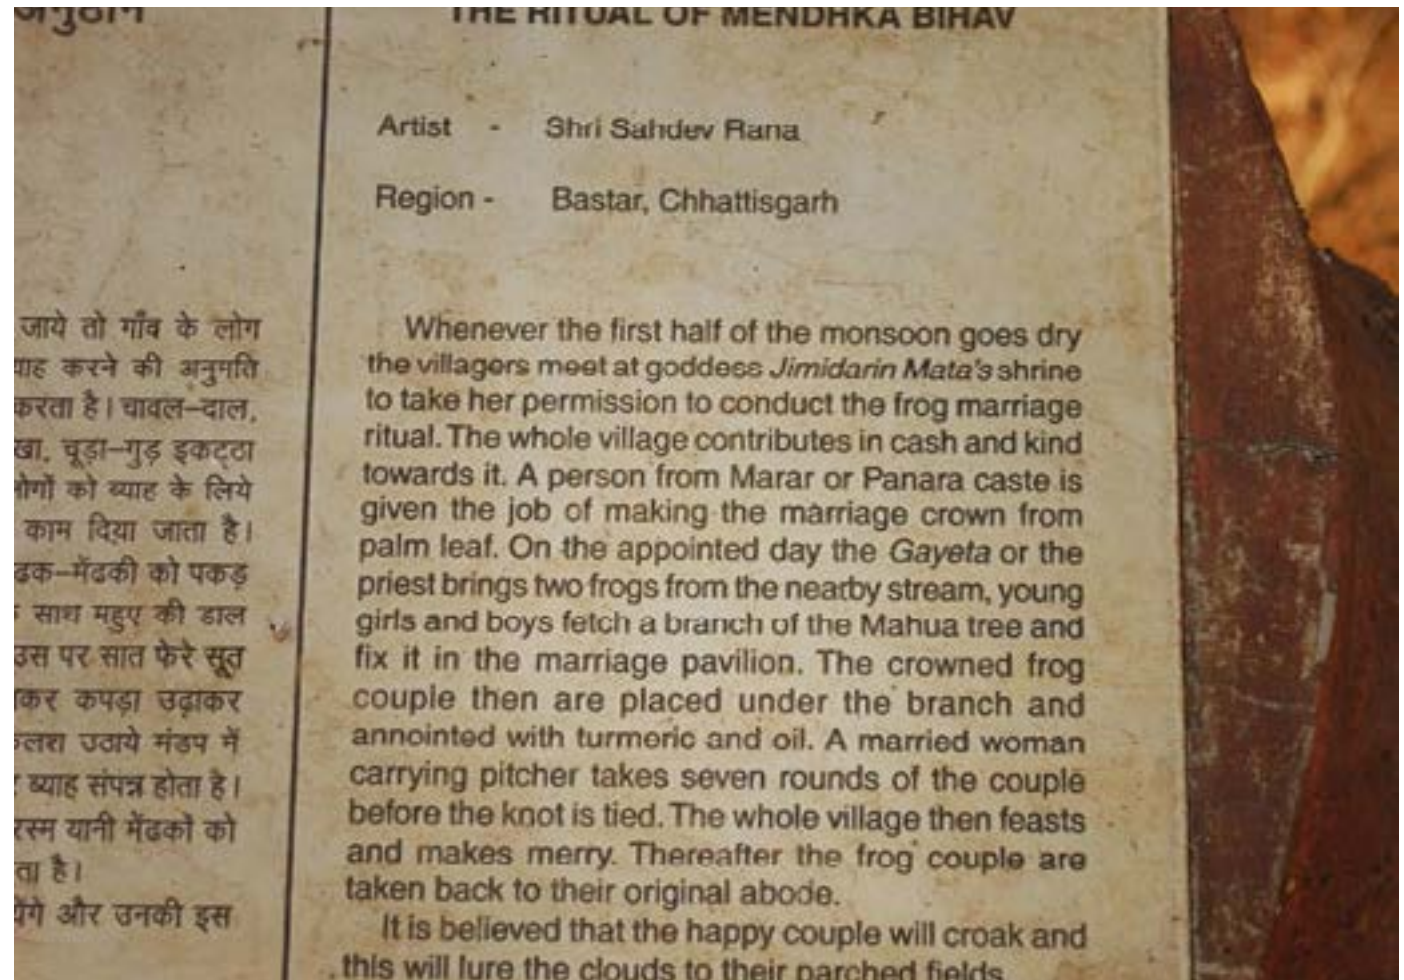 अनुष्ठान
जाये तो गाँव के लोग
करने की अनुमति
करता है। चावल-दाल,
चूड़ा-गुड़ इकट्ठा
को ब्याह के लिये
काम दिया जाता है।
मेंढकी को पकड़
साथ महुए की डाल
उस पर सात फेरे सूत
कपड़ा उढ़ाकर
उठाये मंडप में
ब्याह संपन्न होता है।
रस्म यानी मेंढकों को
है।
और उनकी इस
THE RITUAL OF MENDHKA BIHAV
Artist - Shri Sahdev Rana
Region - Bastar, Chhattisgarh
Whenever the first half of the monsoon goes dry
the villagers meet at goddess Jimidarin Mata's shrine
to take her permission to conduct the frog marriage
ritual. The whole village contributes in cash and kind
towards it. A person from Marar or Panara caste is
given the job of making the marriage crown from
palm leaf. On the appointed day the Gayeta or the
priest brings two frogs from the nearby stream, young
girls and boys fetch a branch of the Mahua tree and
fix it in the marriage pavilion. The crowned frog
couple then are placed under the branch and
annointed with turmeric and oil. A married woman
carrying pitcher takes seven rounds of the couple
before the knot is tied. The whole village then feasts
and makes merry. Thereafter the frog couple are
taken back to their original abode.
It is believed that the happy couple will croak and
this will lure the clouds to their parched fields.